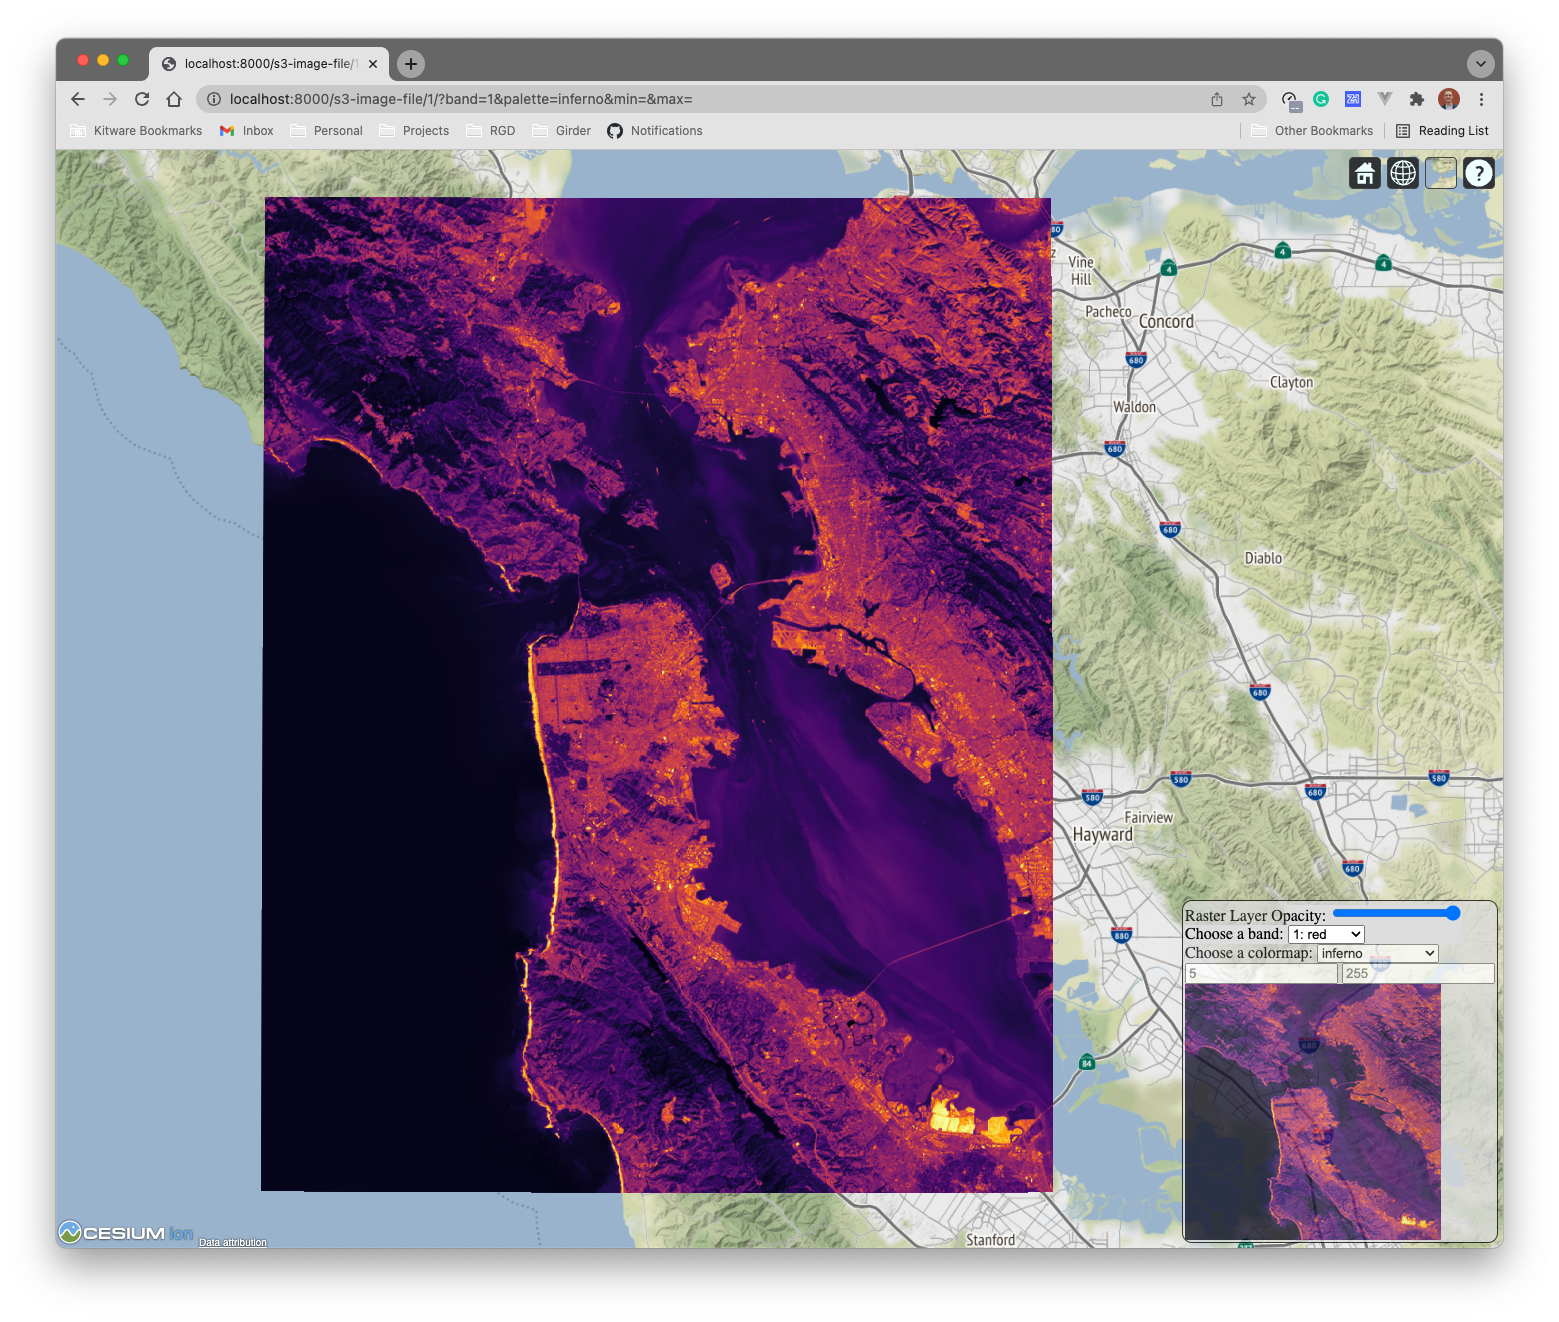 localhost:8000/s3-image-file/1
localhost:8000/s3-image-file/1/?band=1&palette=inferno&min=&max=
Kitware Bookmarks
Inbox
Personal
Projects
RGD
Girder
Notifications
Other Bookmarks
Reading List
?
80
z
Vine
Hill
4
4
4
Pacheco
Concord
680
Clayton
Waldon
680
680
Diablo
680
580
680
580
580
Fairview
Hayward
680
880
Raster Layer Opacity:
Choose a band: 1: red
Choose a colormap: inferno
5 255
680
84
CESIUM ion
Data attribution
Stanford